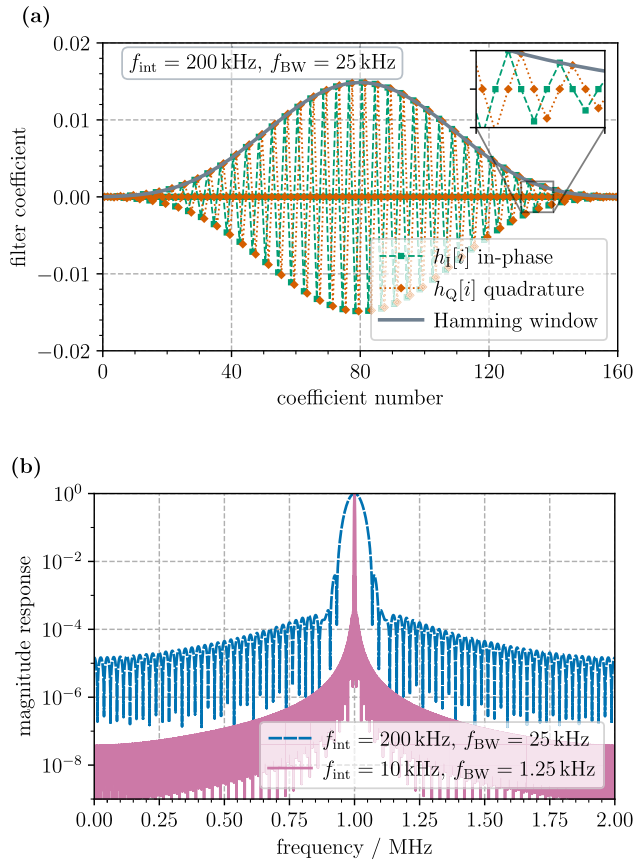 (a)
0.02
0.01
0.00
−0.01
−0.02
filter coefficient
f_int = 200 kHz, f_BW = 25 kHz
h_I[i] in-phase
h_Q[i] quadrature
Hamming window
0 40 80 120 160
coefficient number
(b)
10^0
10^−2
10^−4
10^−6
10^−8
magnitude response
f_int = 200 kHz, f_BW = 25 kHz
f_int = 10 kHz, f_BW = 1.25 kHz
0.00 0.25 0.50 0.75 1.00 1.25 1.50 1.75 2.00
frequency / MHz